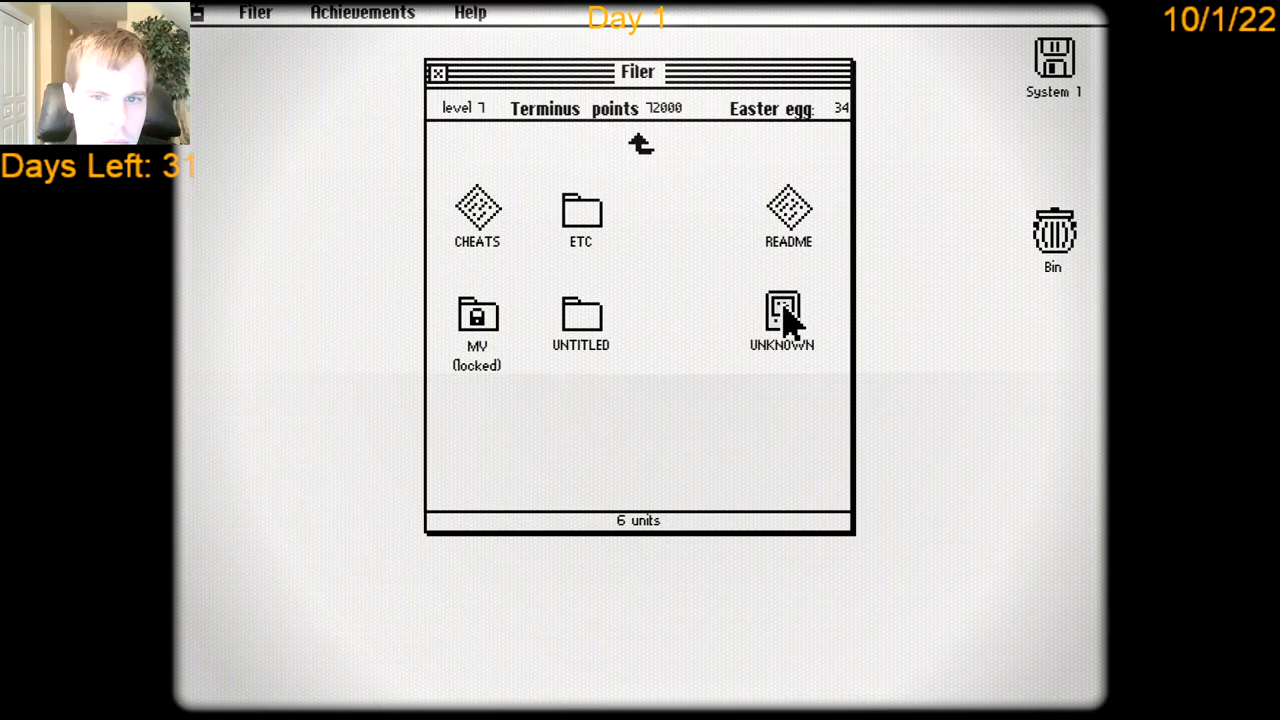 Filer Achievements Help
Day 1
10/1/22
System 1
Bin
Days Left: 31
Filer
level 7 Terminus points 72000 Easter egg: 34
CHEATS ETC README
MY (locked) UNTITLED UNKNOWN
6 units